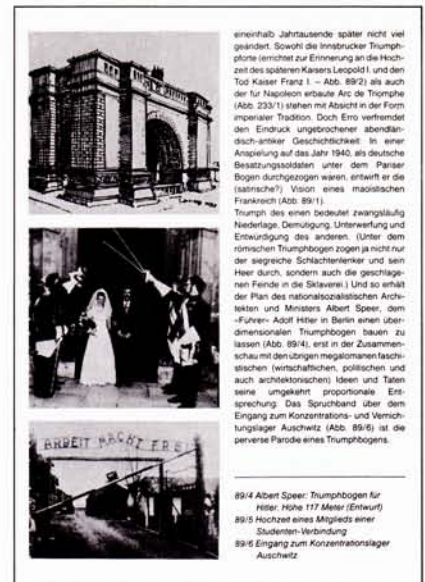 eineinhalb Jahrtausende später nicht viel
geändert. Sowohl die Innsbrucker Triumph-
pforte (errichtet zur Erinnerung an die Hoch-
zeit des späteren Kaisers Leopold I. und den
Tod Kaiser Franz I. – Abb. 89/2) als auch
der für Napoleon erbaute Arc de Triomphe
(Abb. 233/1) stehen mit Absicht in der Form
imperialer Tradition. Doch Erro verfremdet
den Eindruck ungebrochener abendlän-
disch-antiker Geschichtlichkeit: In einer
Anspielung auf das Jahr 1940, als deutsche
Besatzungssoldaten unter dem Pariser
Bogen durchgezogen waren, entwirft er die
(satirische?) Vision eines maoistischen
Frankreich (Abb. 89/1).
Triumph des einen bedeutet zwangsläufig
Niederlage, Demütigung, Unterwerfung und
Entwürdigung des anderen. (Unter dem
römischen Triumphbogen zogen ja nicht nur
der siegreiche Schlachtenlenker und sein
Heer durch, sondern auch die geschlage-
nen Feinde in die Sklaverei.) Und so erhält
der Plan des nationalsozialistischen Archi-
tekten und Ministers Albert Speer, dem
»Führer« Adolf Hitler in Berlin einen über-
dimensionalen Triumphbogen bauen zu
lassen (Abb. 89/4), erst in der Zusammen-
schau mit den übrigen megalomanen faschi-
stischen (wirtschaftlichen, politischen und
auch architektonischen) Ideen und Taten
seine umgekehrt proportionale Ent-
sprechung. Das Spruchband über dem
Eingang zum Konzentrations- und Vernich-
tungslager Auschwitz (Abb. 89/6) ist die
perverse Parodie eines Triumphbogens.
ARBEIT MACHT FREI
89/4 Albert Speer: Triumphbogen für
Hitler. Höhe 117 Meter (Entwurf)
89/5 Hochzeit eines Mitglieds einer
Studenten-Verbindung
89/6 Eingang zum Konzentrationslager
Auschwitz